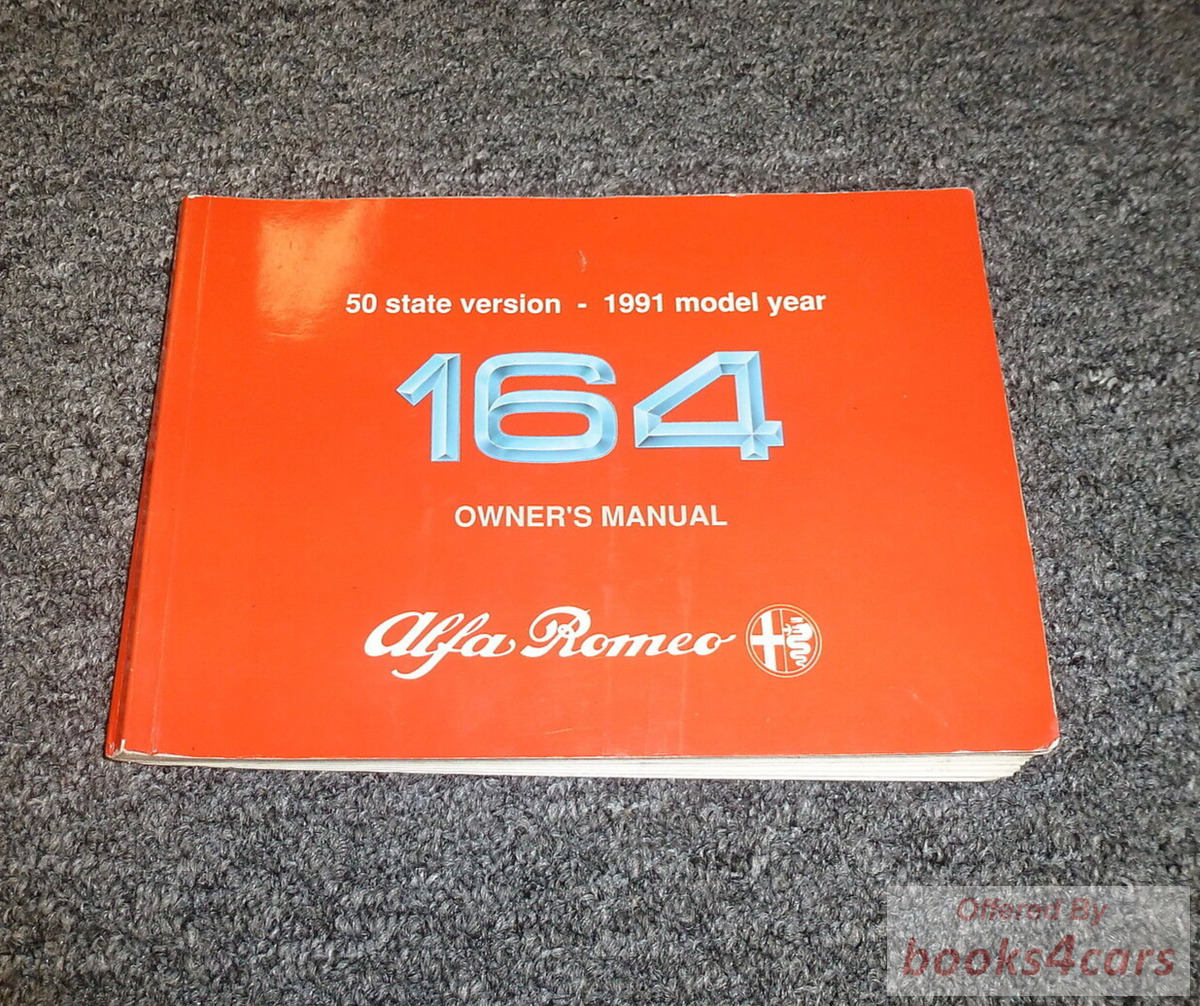 50 state version - 1991 model year
164
OWNER'S MANUAL
Alfa Romeo
Offered By
books4cars